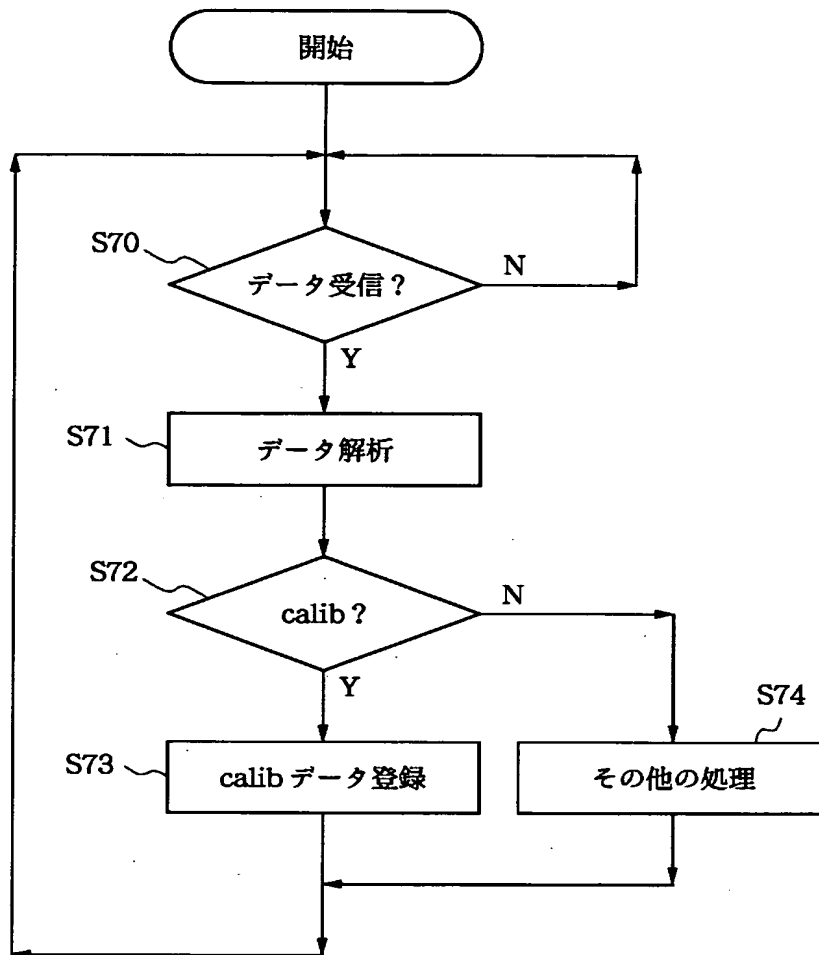 開始
S70
データ受信？
N
Y
S71
データ解析
S72
calib？
N
Y
S73
calibデータ登録
S74
その他の処理